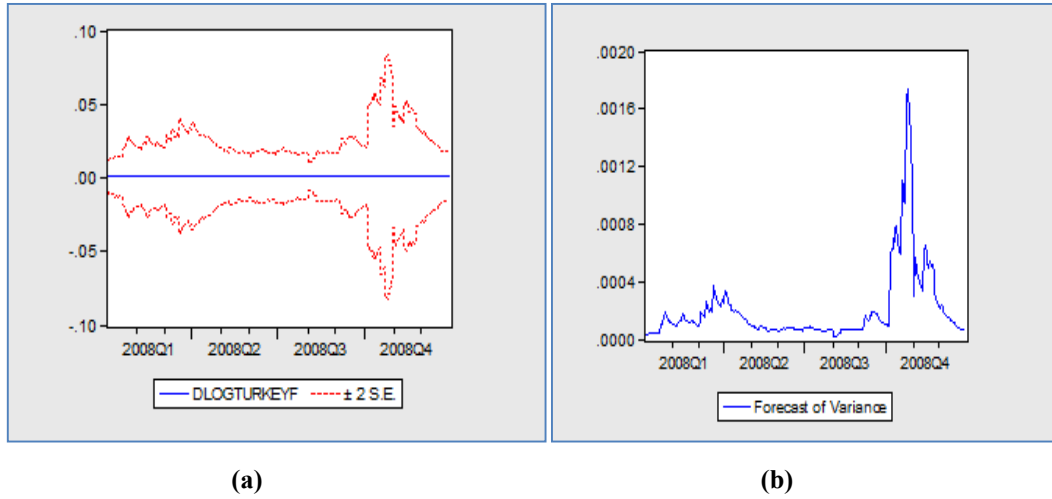 .10
.05
.00
-.05
-.10
2008Q1 2008Q2 2008Q3 2008Q4
DLOGTURKEYF ± 2 S.E.
(a)
.0020
.0016
.0012
.0008
.0004
.0000
2008Q1 2008Q2 2008Q3 2008Q4
Forecast of Variance
(b)